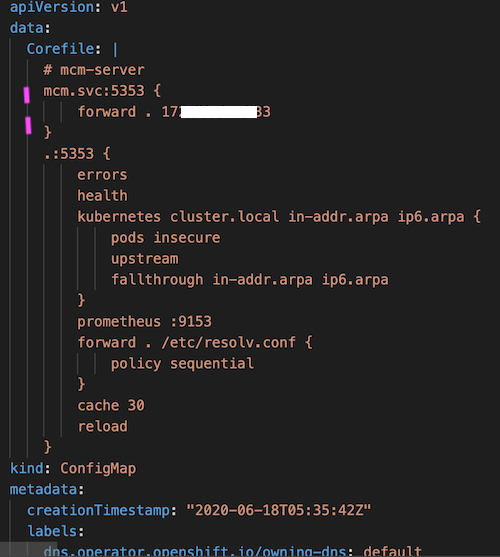 apiVersion: v1
data:
Corefile: |
# mcm-server
mcm.svc:5353 {
forward .
}
.:5353 {
errors
health
kubernetes cluster.local in-addr.arpa ip6.arpa {
pods insecure
upstream
fallthrough in-addr.arpa ip6.arpa
}
prometheus :9153
forward . /etc/resolv.conf {
policy sequential
}
cache 30
reload
}
kind: ConfigMap
metadata:
creationTimestamp: "2020-06-18T05:35:42Z"
labels:
dns.operator.openshift.io/owning-dns: default